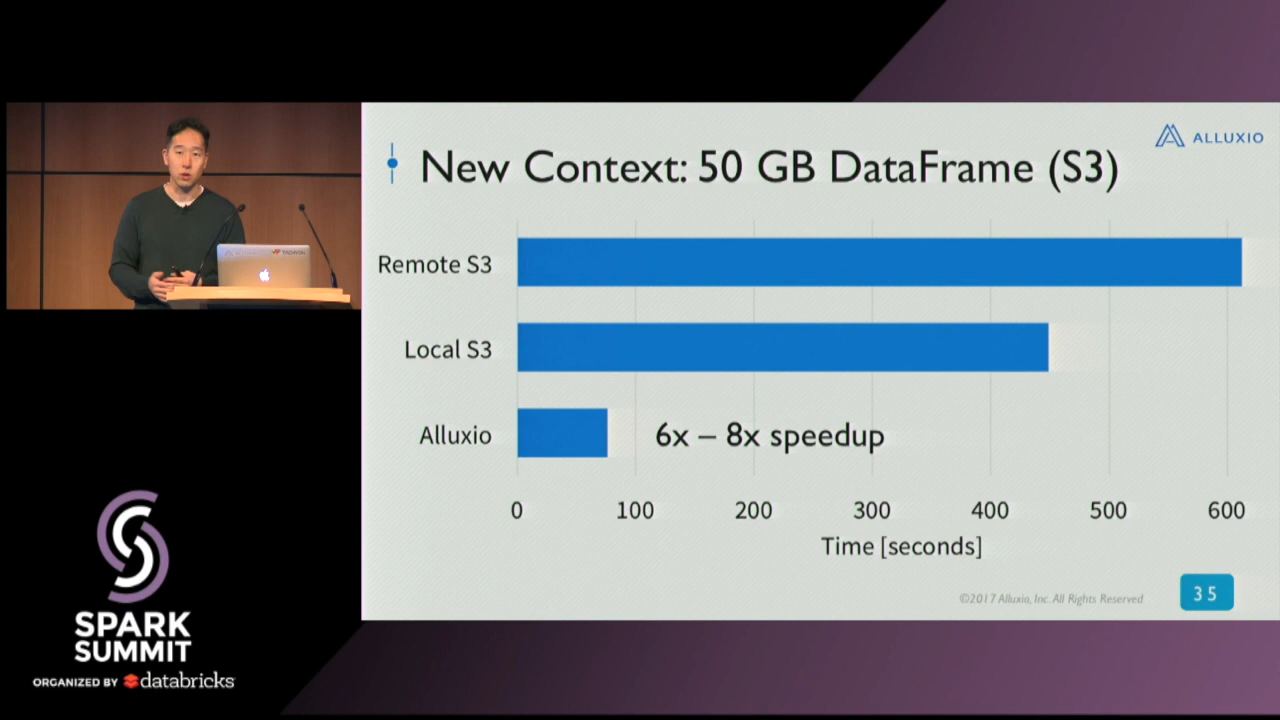 ALLUXIO
New Context: 50 GB DataFrame (S3)
Remote S3
Local S3
Alluxio
6x – 8x speedup
0 100 200 300 400 500 600
Time [seconds]
©2017 Alluxio, Inc. All Rights Reserved
35
SPARK
SUMMIT
ORGANIZED BY databricks